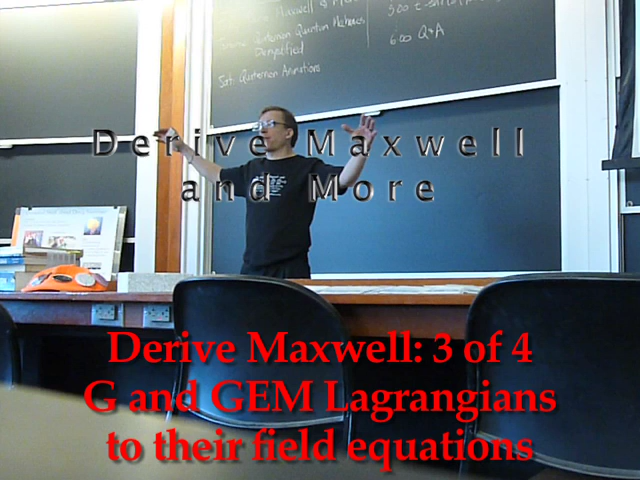 Maxwell &
Quaternion Quantum Mechanics
Demystified
Sat: Quaternion Animations
6:00 Q+A
Derive Maxwell
and More
Derive Maxwell: 3 of 4
G and GEM Lagrangians
to their field equations